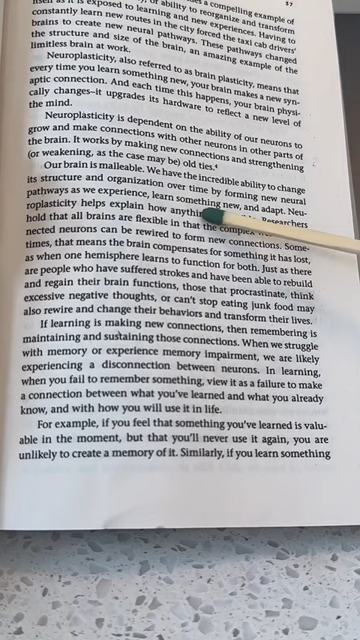 37
itself as it is exposed to learning and new experiences. Having to
constantly learn new routes in the city forced the taxi cab drivers'
brains to create new neural pathways. These pathways changed
the structure and size of the brain, an amazing example of the
limitless brain at work.
Neuroplasticity, also referred to as brain plasticity, means that
every time you learn something new, your brain makes a new syn-
aptic connection. And each time this happens, your brain physi-
cally changes—it upgrades its hardware to reflect a new level of
the mind.
Neuroplasticity is dependent on the ability of our neurons to
grow and make connections with other neurons in other parts of
the brain. It works by making new connections and strengthening
(or weakening, as the case may be) old ties.⁴
Our brain is malleable. We have the incredible ability to change
its structure and organization over time by forming new neural
pathways as we experience, learn something new, and adapt. Neu-
roplasticity helps explain how anythin Researchers
hold that all brains are flexible in that the complex
nected neurons can be rewired to form new connections. Some-
times, that means the brain compensates for something it has lost,
as when one hemisphere learns to function for both. Just as there
are people who have suffered strokes and have been able to rebuild
and regain their brain functions, those that procrastinate, think
excessive negative thoughts, or can't stop eating junk food may
also rewire and change their behaviors and transform their lives.
If learning is making new connections, then remembering is
maintaining and sustaining those connections. When we struggle
with memory or experience memory impairment, we are likely
experiencing a disconnection between neurons. In learning,
when you fail to remember something, view it as a failure to make
a connection between what you've learned and what you already
know, and with how you will use it in life.
For example, if you feel that something you've learned is valu-
able in the moment, but that you'll never use it again, you are
unlikely to create a memory of it. Similarly, if you learn something